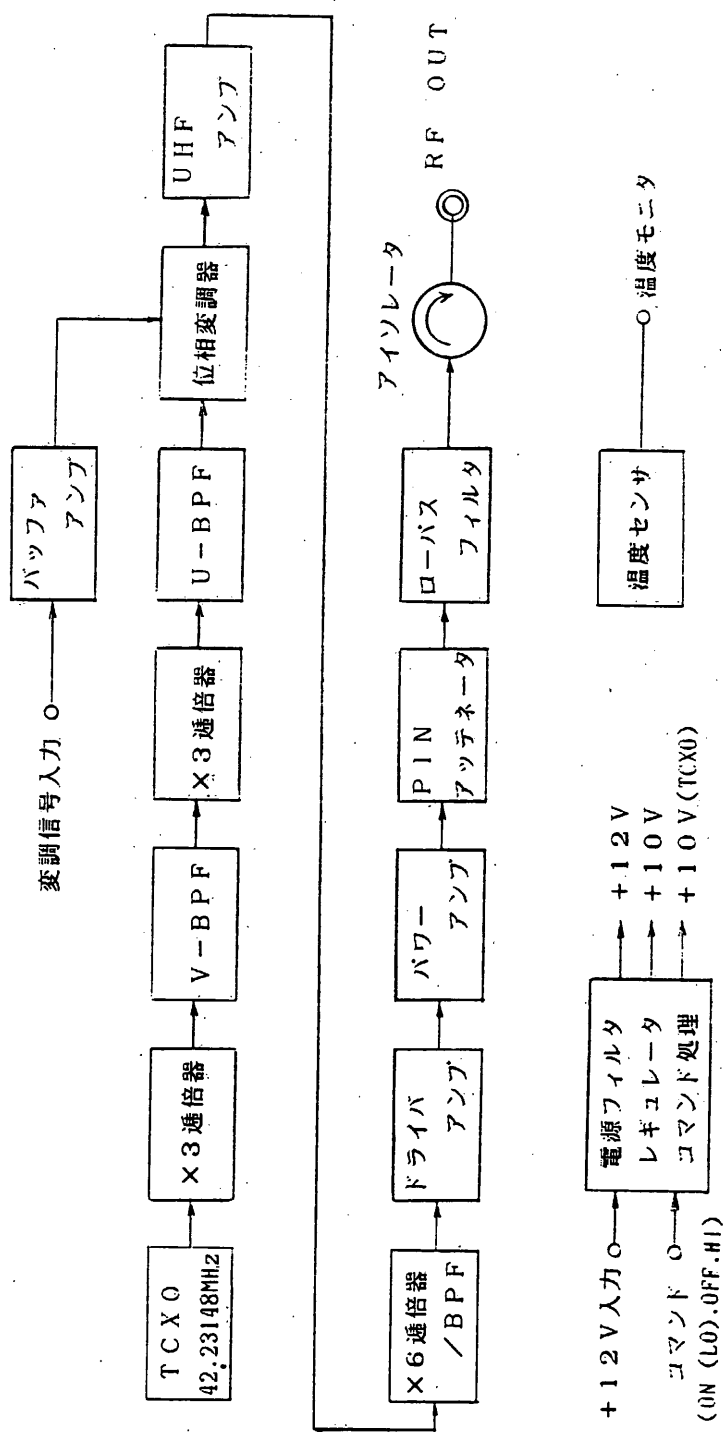 変調信号入力
バッファ
アンプ
TCXO
42.23148MHz
×3逓倍器
V-BPF
×3逓倍器
U-BPF
位相変調器
UHF
アンプ
×6逓倍器
/BPF
ドライバ
アンプ
パワー
アンプ
PIN
アッテネータ
ローパス
フィルタ
アイソレータ
RF OUT
+12V入力
コマンド
(ON (LO).OFF.HI)
電源フィルタ
レギュレータ
コマンド処理
+12V
+10V
+10V(TCXO)
温度センサ
温度モニタ